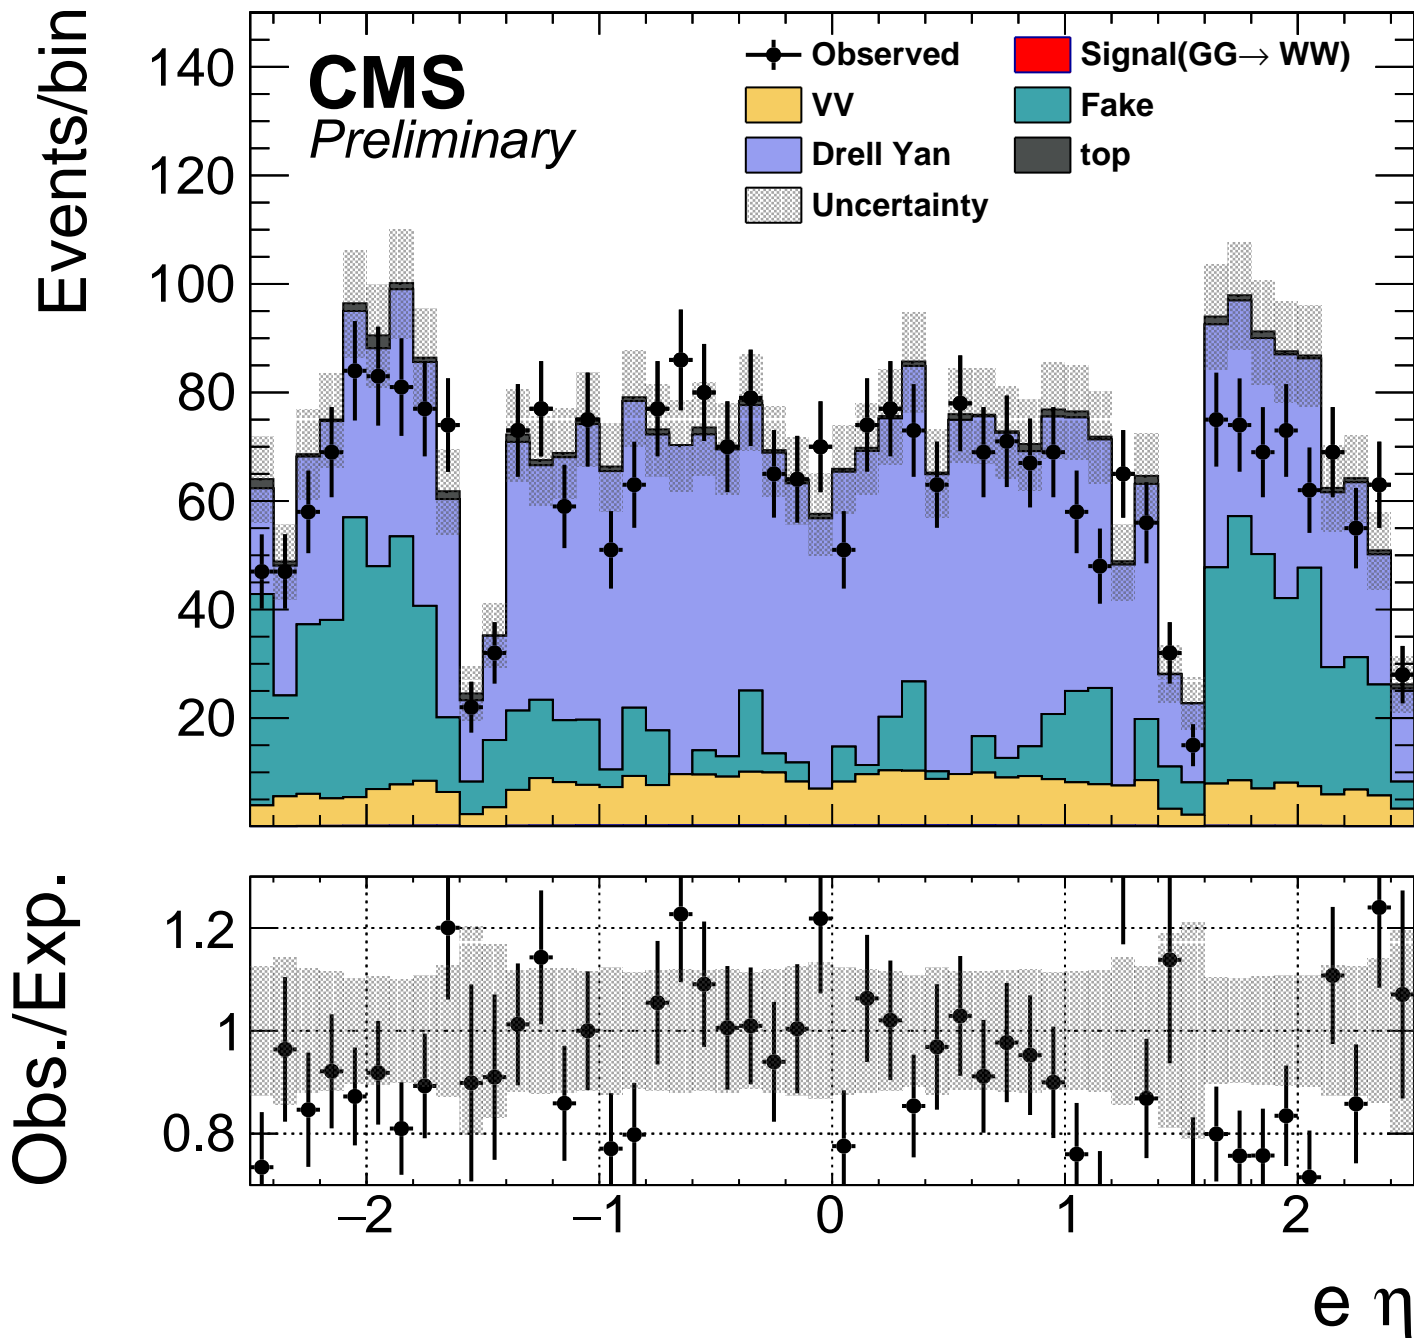 Events/bin
140
120
100
80
60
40
20
CMS
Preliminary
Observed
Signal(GG→ WW)
VV
Fake
Drell Yan
top
Uncertainty
Obs./Exp.
1.2
1
0.8
−2
−1
0
1
2
e η